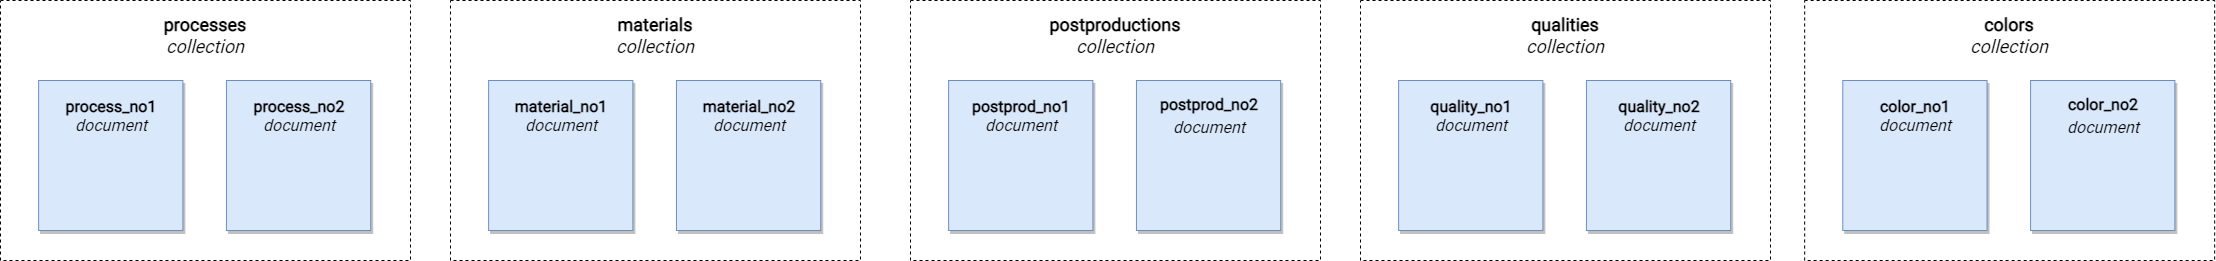 processes
collection
process_no1
document
process_no2
document
materials
collection
material_no1
document
material_no2
document
postproductions
collection
postprod_no1
document
postprod_no2
document
qualities
collection
quality_no1
document
quality_no2
document
colors
collection
color_no1
document
color_no2
document